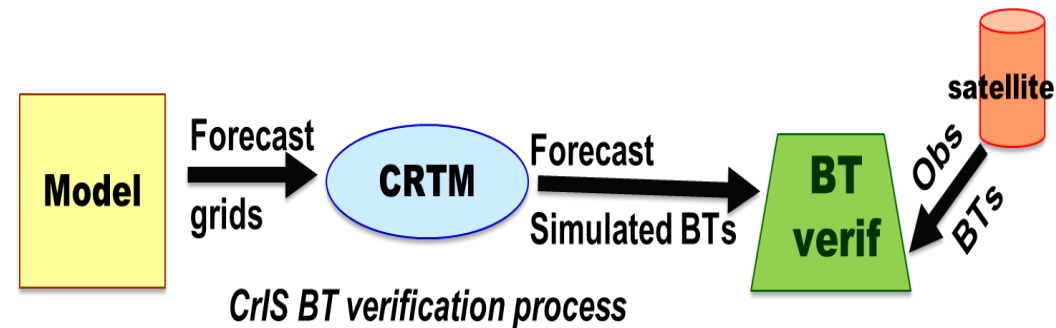 Model
Forecast
grids
CRTM
Forecast
Simulated BTs
BT
verif
satellite
Obs
BTs
CrIS BT verification process